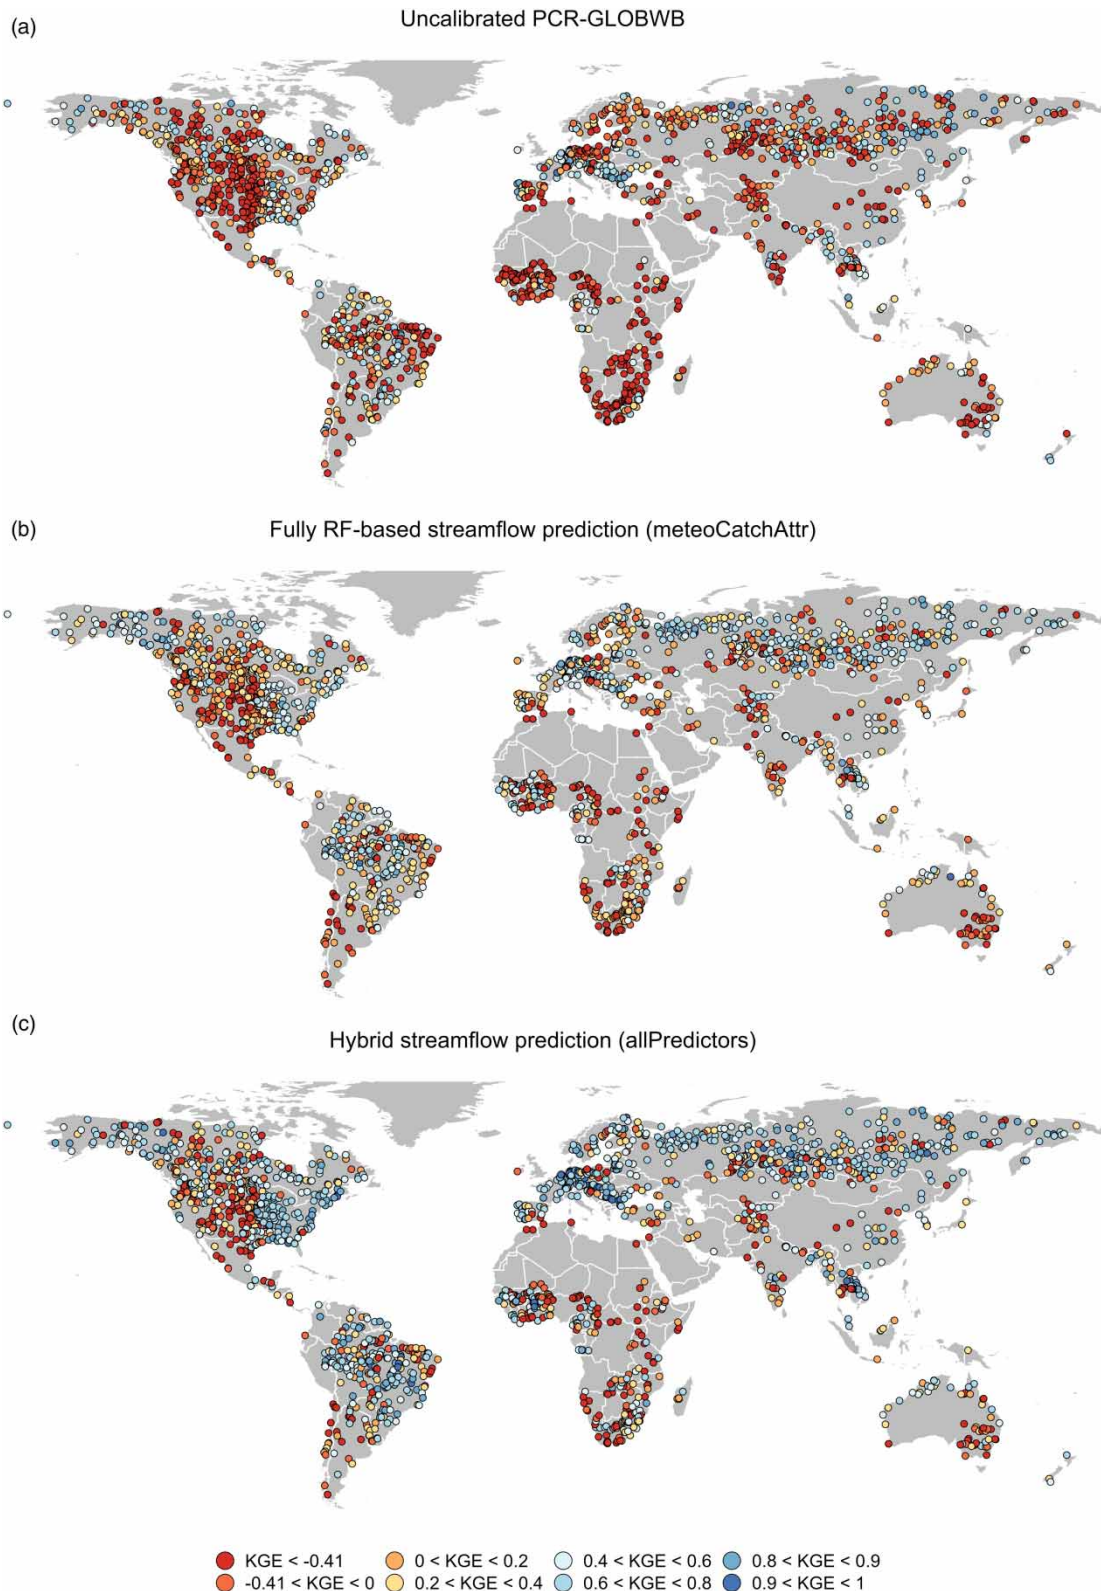 (a)
Uncalibrated PCR-GLOBWB
(b)
Fully RF-based streamflow prediction (meteoCatchAttr)
(c)
Hybrid streamflow prediction (allPredictors)
KGE < -0.41 0 < KGE < 0.2 0.4 < KGE < 0.6 0.8 < KGE < 0.9
-0.41 < KGE < 0 0.2 < KGE < 0.4 0.6 < KGE < 0.8 0.9 < KGE < 1